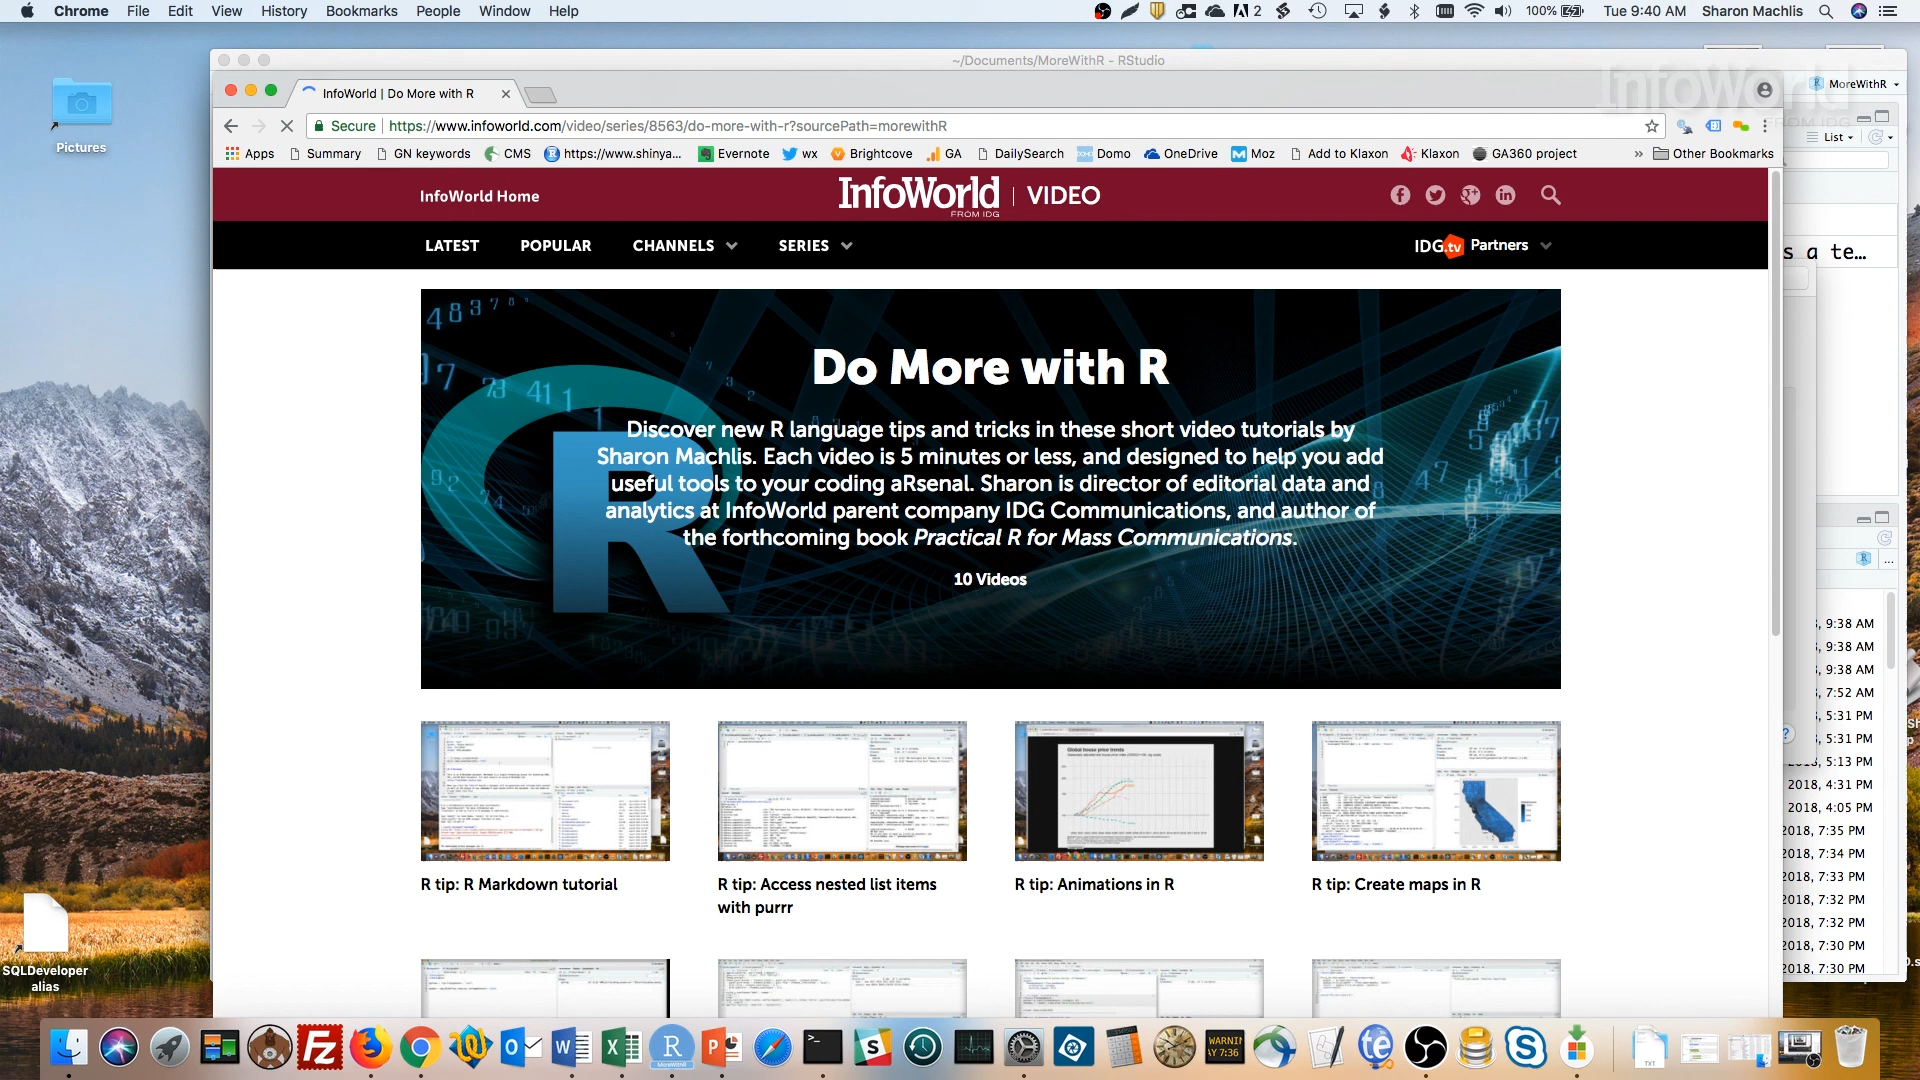 Chrome File Edit View History Bookmarks People Window Help
2 100% Tue 9:40 AM Sharon Machlis
~/Documents/MoreWithR - RStudio
InfoWorld
FROM IDG
MoreWithR
InfoWorld | Do More with R
Secure https://www.infoworld.com/video/series/8563/do-more-with-r?sourcePath=morewithR
List
Apps Summary GN keywords CMS https://www.shinya... Evernote wx Brightcove GA DailySearch Domo OneDrive Moz Add to Klaxon Klaxon GA360 project » Other Bookmarks
Pictures
InfoWorld Home
InfoWorld FROM IDG | VIDEO
LATEST POPULAR CHANNELS SERIES IDG.tv Partners
s a te...
Do More with R
Discover new R language tips and tricks in these short video tutorials by
Sharon Machlis. Each video is 5 minutes or less, and designed to help you add
useful tools to your coding aRsenal. Sharon is director of editorial data and
analytics at InfoWorld parent company IDG Communications, and author of
the forthcoming book Practical R for Mass Communications.
10 Videos
R tip: R Markdown tutorial
R tip: Access nested list items
with purrr
R tip: Animations in R
R tip: Create maps in R
, 9:38 AM
, 9:38 AM
, 9:38 AM
, 7:52 AM
, 5:31 PM
, 5:31 PM
, 5:13 PM
2018, 4:31 PM
2018, 4:05 PM
2018, 7:35 PM
2018, 7:34 PM
2018, 7:33 PM
2018, 7:32 PM
2018, 7:32 PM
2018, 7:30 PM
2018, 7:30 PM
SQLDeveloper
alias